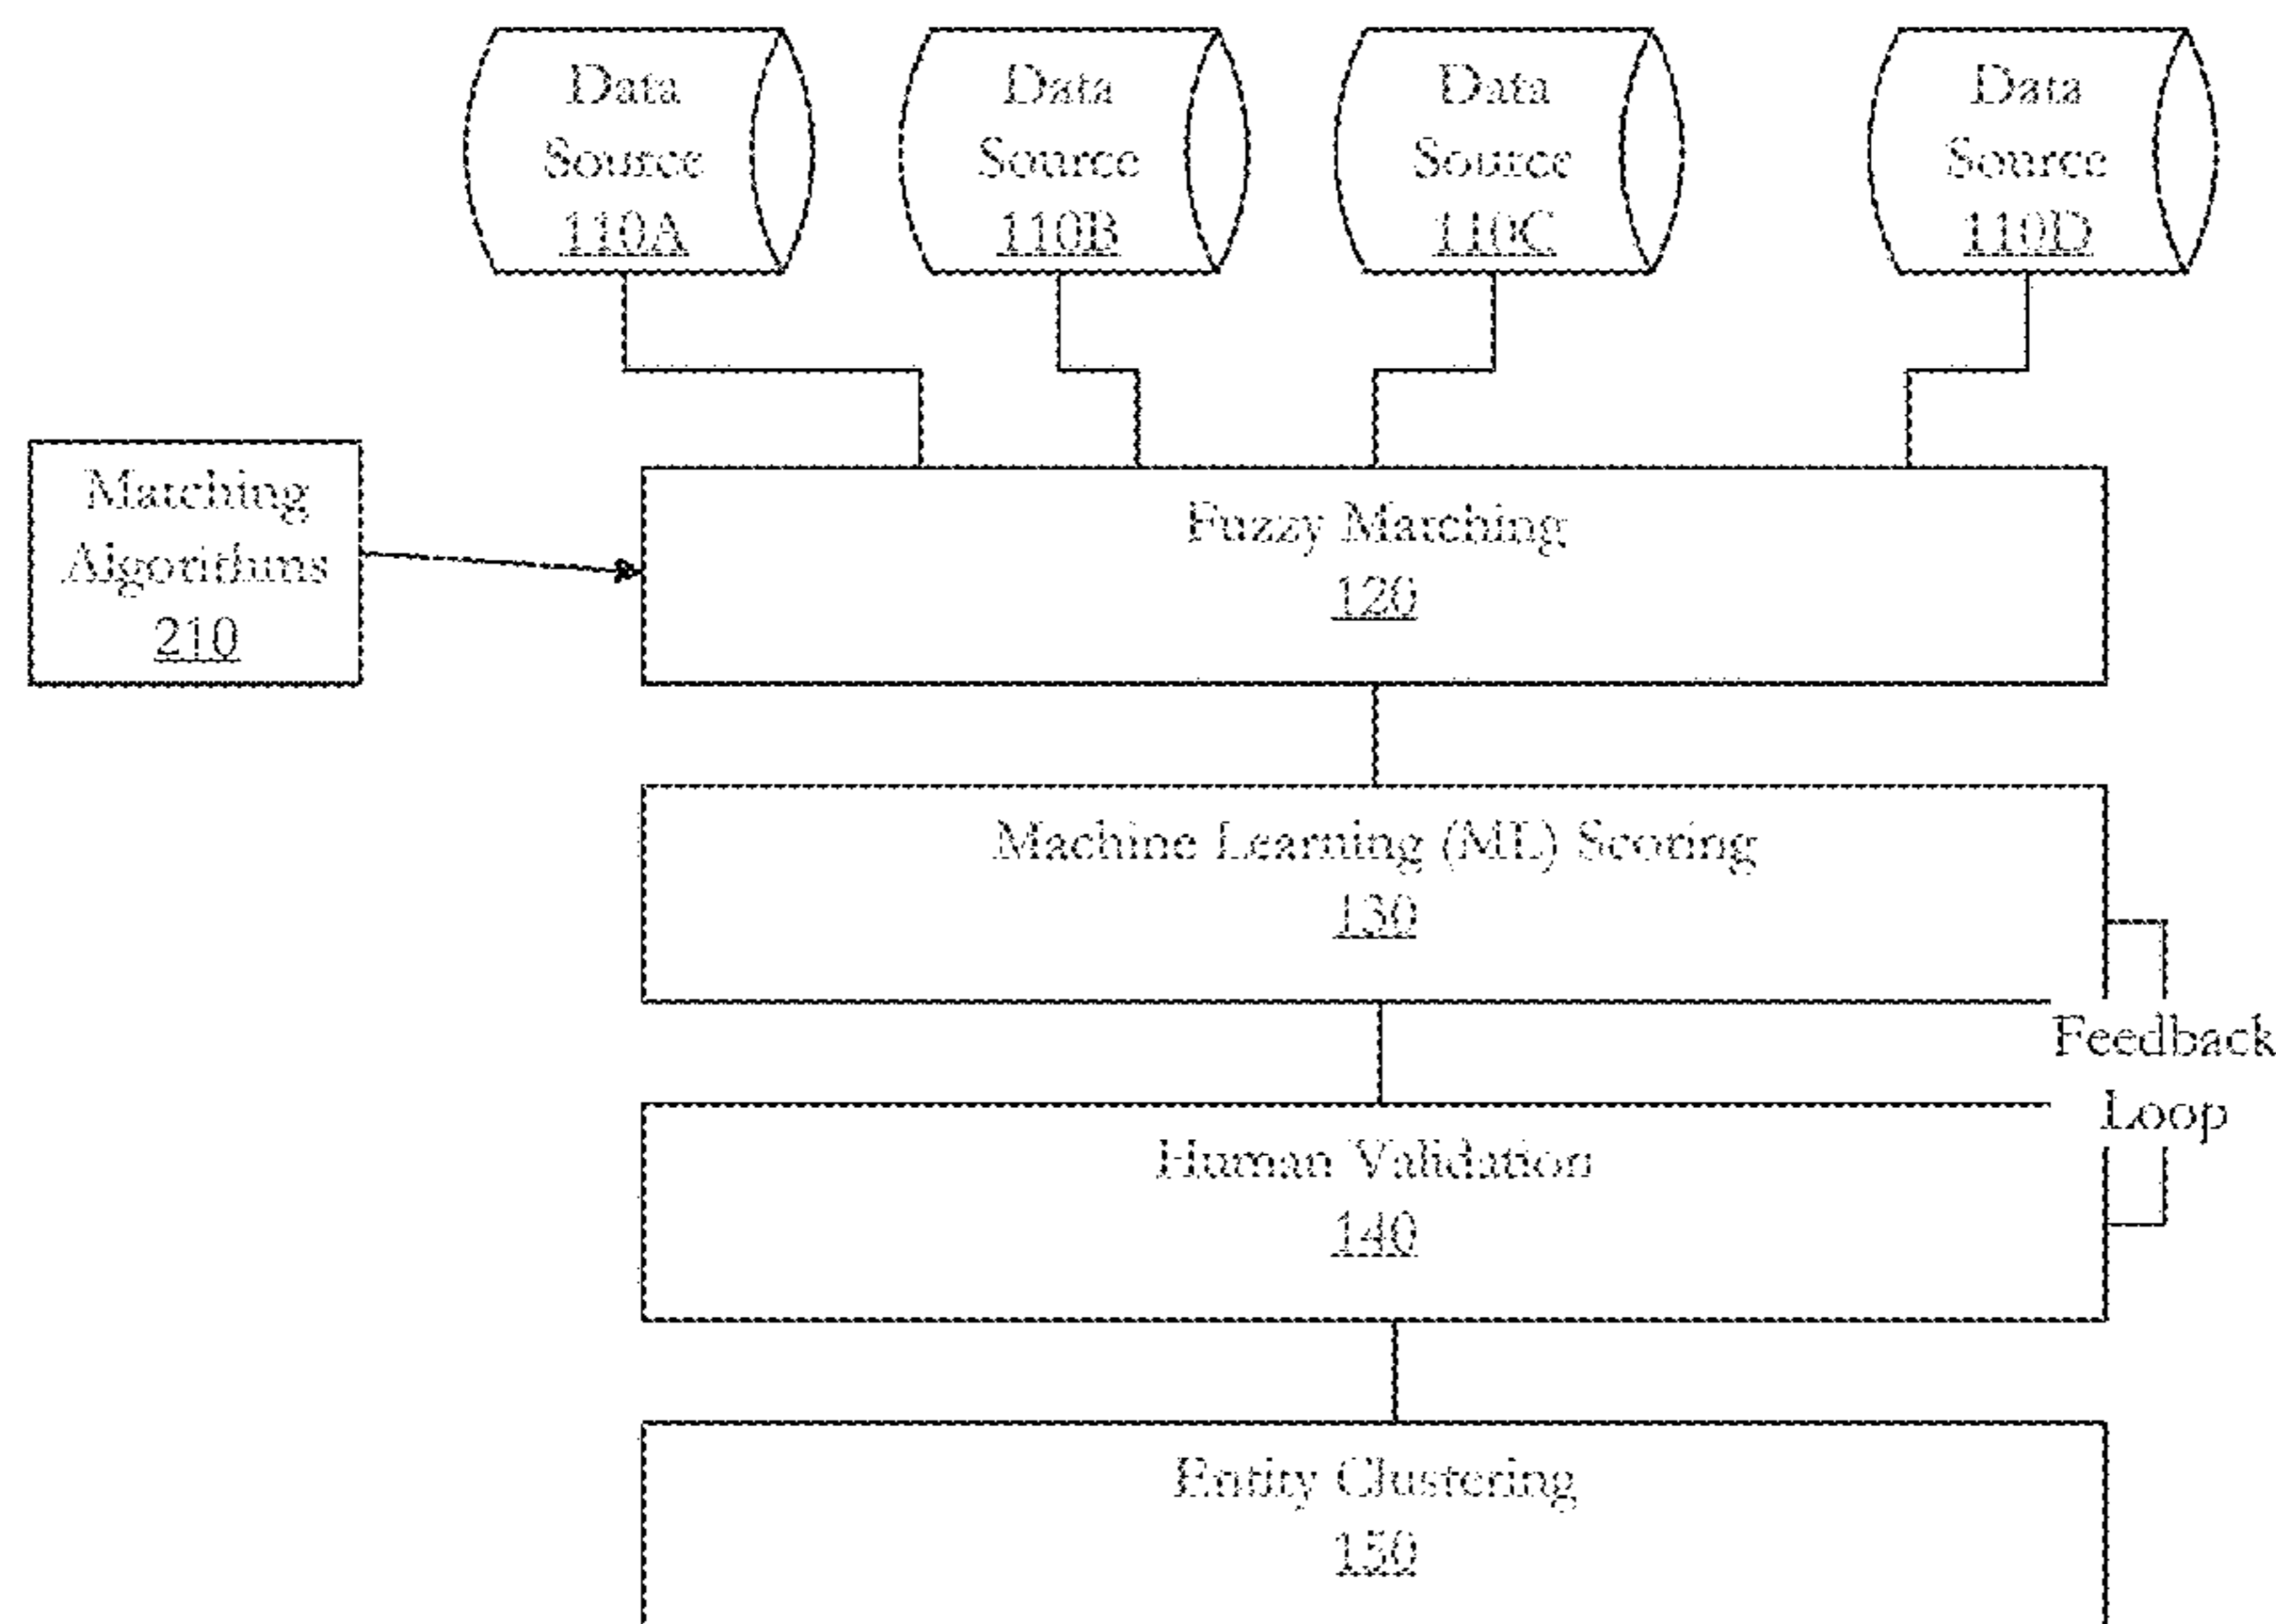 Data
Source
110A
Data
Source
110B
Data
Source
110C
Data
Source
110D
Matching
Algorithms
210
Fuzzy Matching
120
Machine Learning (ML) Scoring
130
Feedback
Loop
Human Validation
140
Entity Clustering
150